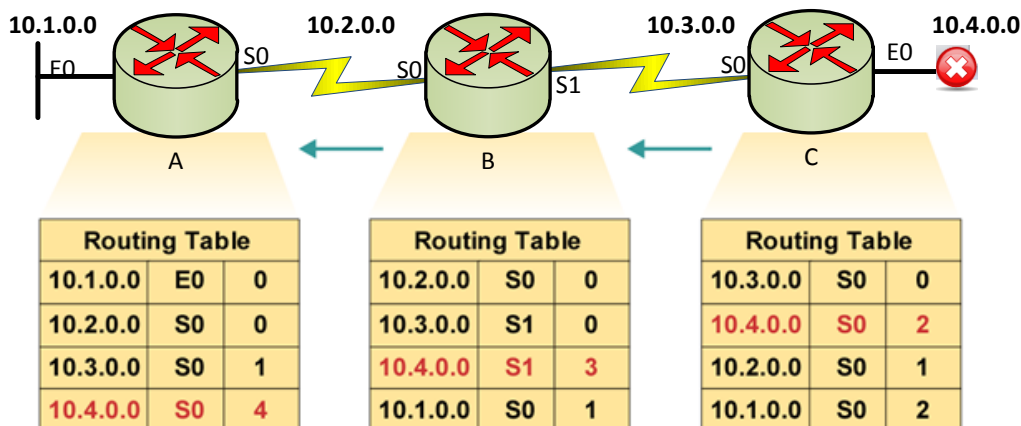 10.1.0.0 10.2.0.0 10.3.0.0 10.4.0.0
E0 S0 S0 S1 S0 E0
A B C
Routing Table
10.1.0.0 E0 0
10.2.0.0 S0 0
10.3.0.0 S0 1
10.4.0.0 S0 4
Routing Table
10.2.0.0 S0 0
10.3.0.0 S1 0
10.4.0.0 S1 3
10.1.0.0 S0 1
Routing Table
10.3.0.0 S0 0
10.4.0.0 S0 2
10.2.0.0 S0 1
10.1.0.0 S0 2